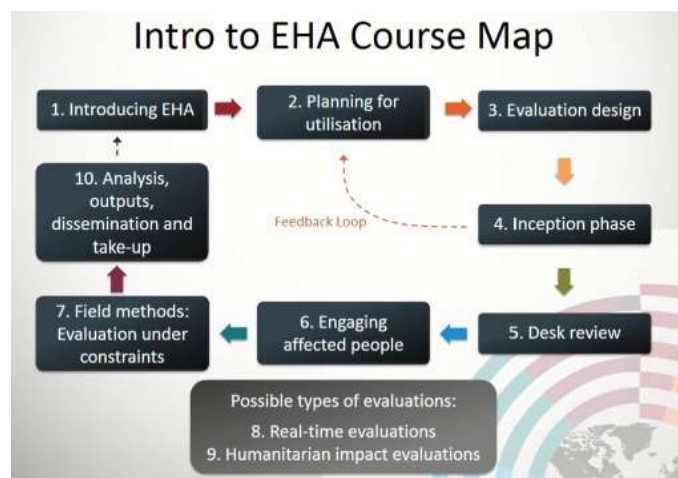 Intro to EHA Course Map
1. Introducing EHA
2. Planning for
utilisation
3. Evaluation design
10. Analysis,
outputs,
dissemination and
take-up
Feedback Loop
4. Inception phase
7. Field methods:
Evaluation under
constraints
6. Engaging
affected people
5. Desk review
Possible types of evaluations:
8. Real-time evaluations
9. Humanitarian impact evaluations